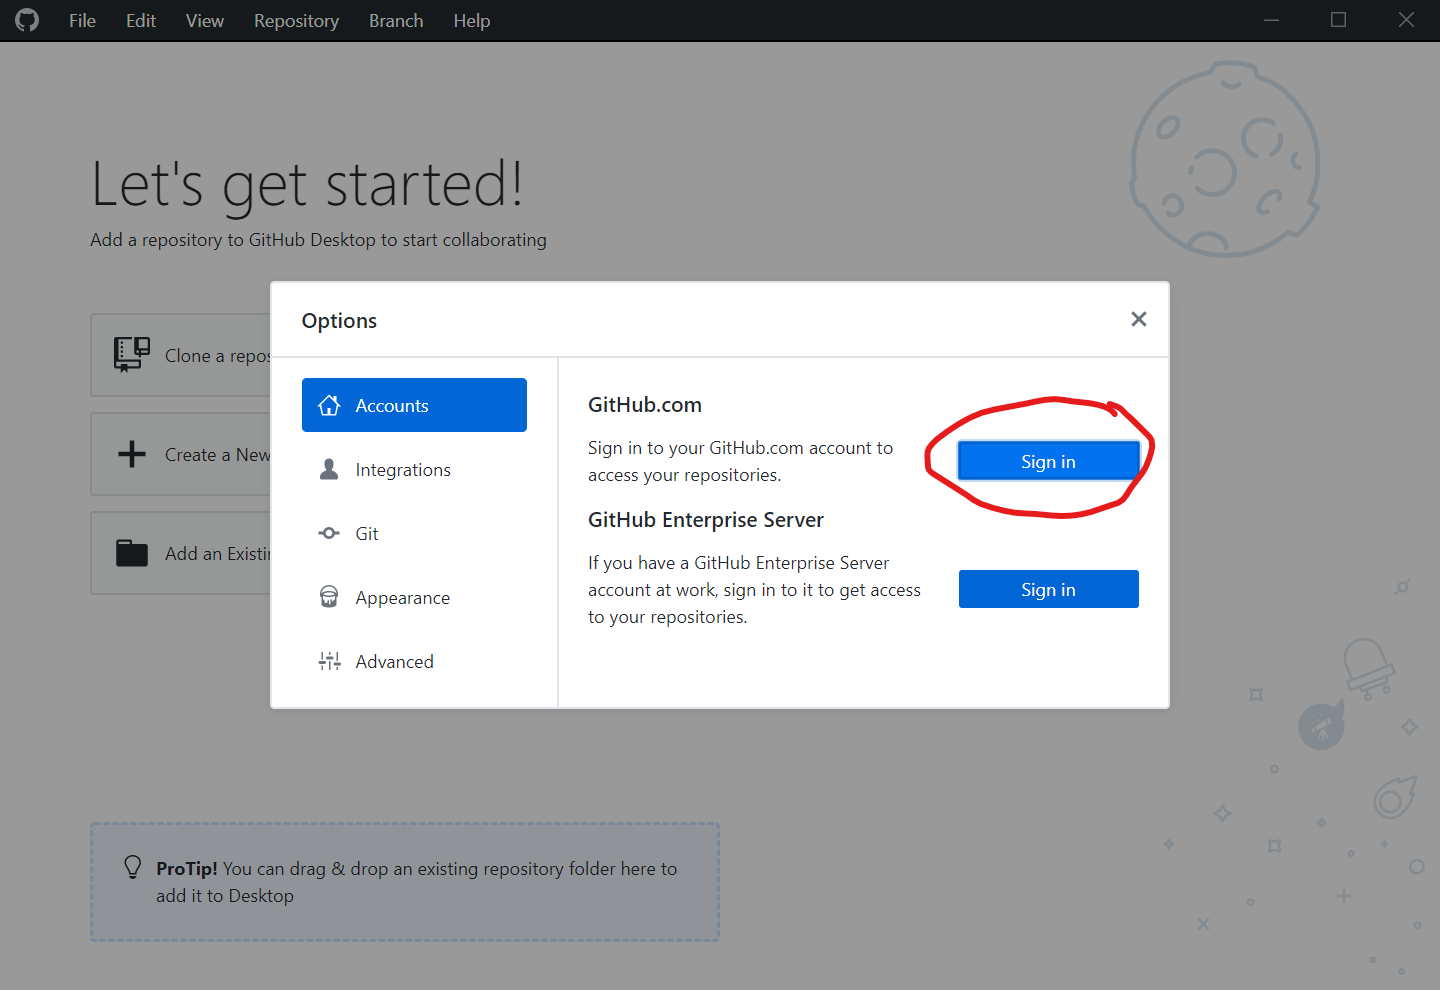 File Edit View Repository Branch Help
Let's get started!
Add a repository to GitHub Desktop to start collaborating
Clone a repos
Create a New
Add an Existi
Options
Accounts
Integrations
Git
Appearance
Advanced
GitHub.com
Sign in to your GitHub.com account to
access your repositories.
Sign in
GitHub Enterprise Server
If you have a GitHub Enterprise Server
account at work, sign in to it to get access
to your repositories.
Sign in
ProTip! You can drag & drop an existing repository folder here to
add it to Desktop